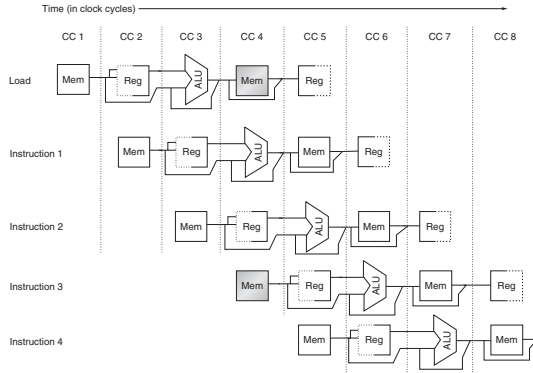 Time (in clock cycles)
CC 1 CC 2 CC 3 CC 4 CC 5 CC 6 CC 7 CC 8
Load Mem Reg ALU Mem Reg
Instruction 1 Mem Reg ALU Mem Reg
Instruction 2 Mem Reg ALU Mem Reg
Instruction 3 Mem Reg ALU Mem Reg
Instruction 4 Mem Reg ALU Mem